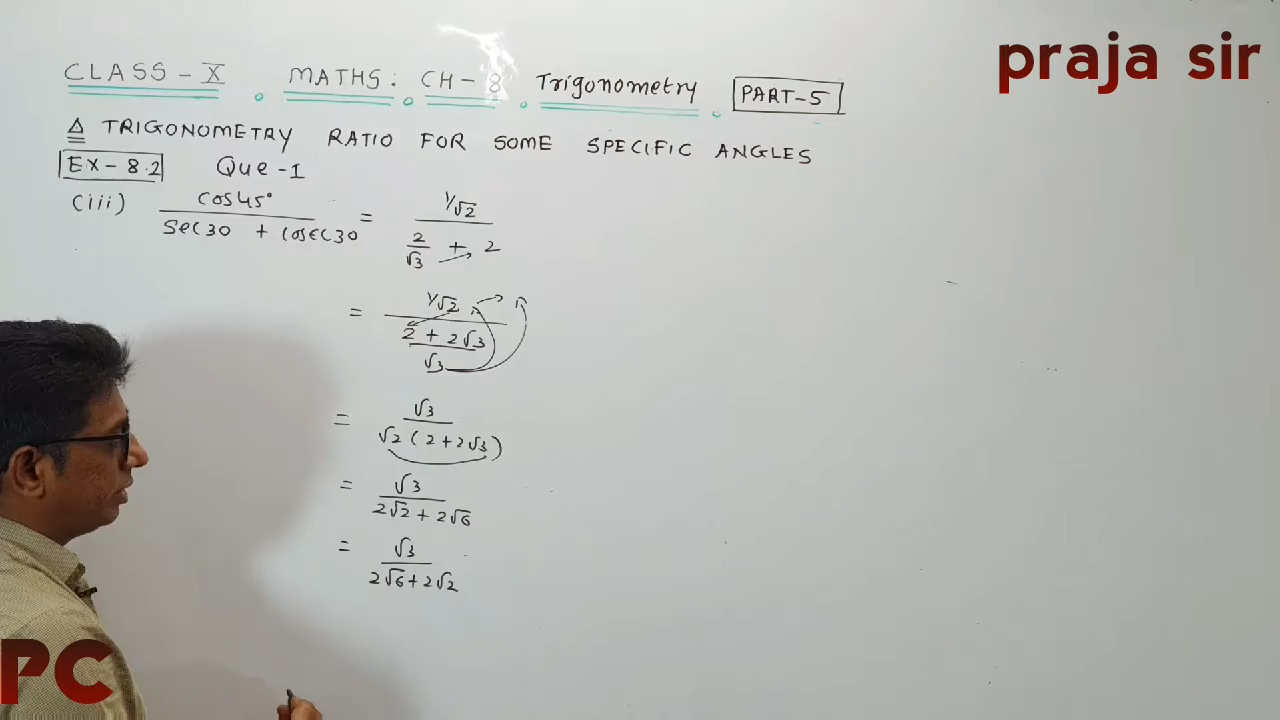 praja sir
CLASS - X . MATHS: CH - 8 . Trigonometry . PART-5
△ TRIGONOMETRY RATIO FOR SOME SPECIFIC ANGLES
EX - 8.2 Que - 1
(iii) cos45° / sec30 + cosec30 = 1/√2 / 2/√3 + 2
= 1/√2 / 2 + 2√3 / √3
= √3 / √2 (2+2√3)
= √3 / 2√2 + 2√6
= √3 / 2√6 + 2√2
PC